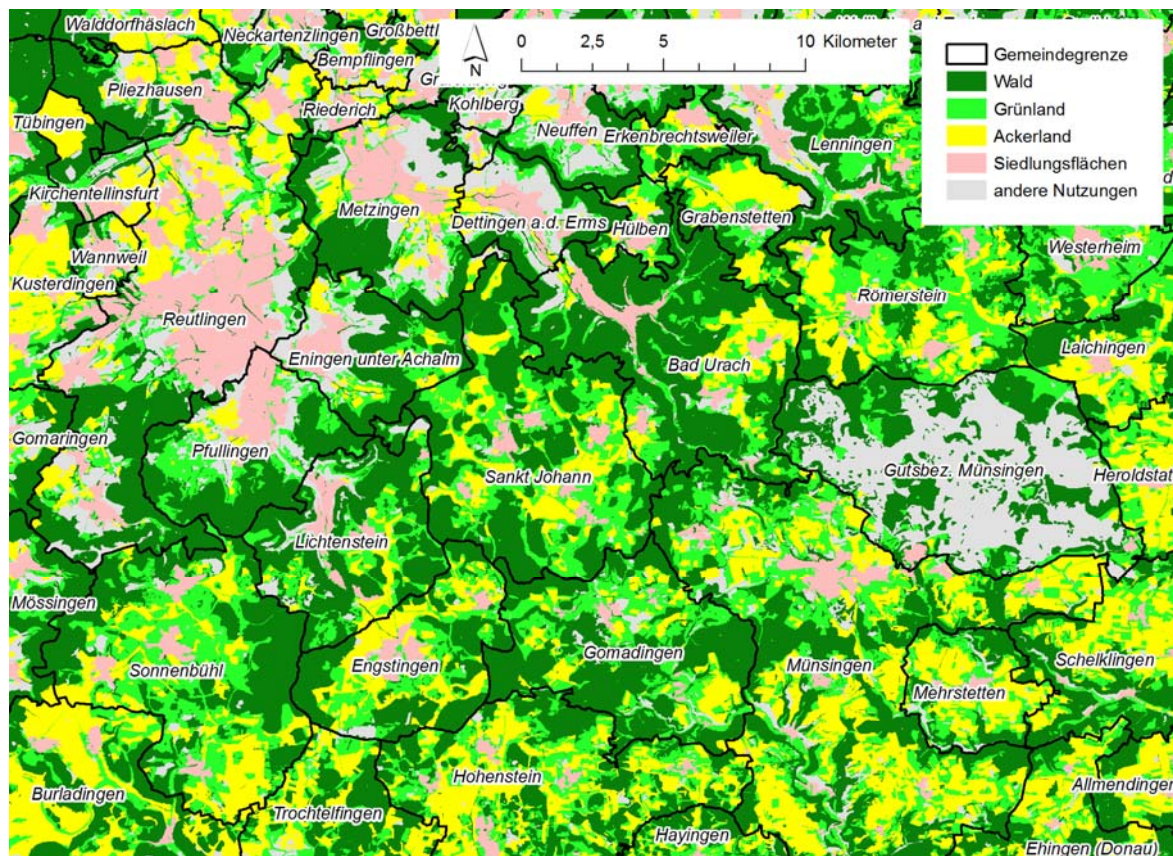 Walddorfhäslach
Neckartenzlingen
Großbettl
Bempflingen
Pliezhausen
Riederich
Kohlberg
Tübingen
Neuffen
Erkenbrechtsweiler
Lenningen
N
0 2,5 5 10 Kilometer
Gemeindegrenze
Wald
Grünland
Ackerland
Siedlungsflächen
andere Nutzungen
Kirchentellinsfurt
Metzingen
Dettingen a.d. Erms
Hülben
Grabenstetten
Wannweil
Westerheim
Kusterdingen
Römerstein
Reutlingen
Eningen unter Achalm
Bad Urach
Laichingen
Gomaringen
Pfullingen
Sankt Johann
Gutsbez. Münsingen
Heroldstat
Lichtenstein
Mössingen
Sonnenbühl
Engstingen
Gomadingen
Münsingen
Schelklingen
Mehrstetten
Burladingen
Trochtelfingen
Hohenstein
Allmendingen
Hayingen
Ehingen (Donau)